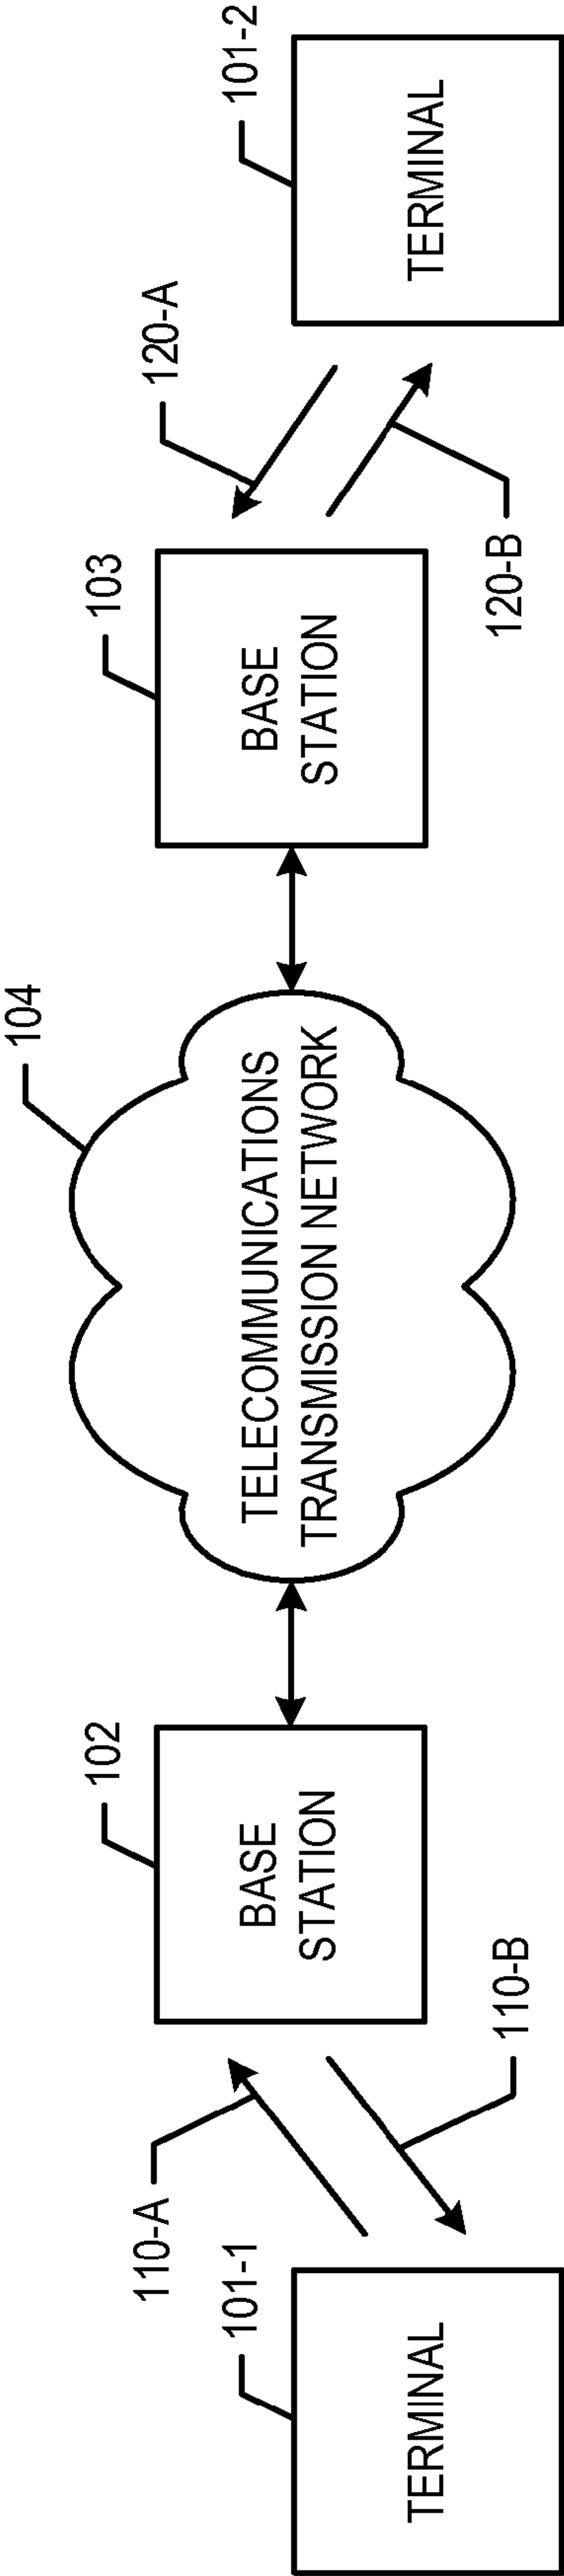 104
102
103
110-A
120-A
101-1
101-2
BASE
STATION
TELECOMMUNICATIONS
TRANSMISSION NETWORK
BASE
STATION
TERMINAL
TERMINAL
110-B
120-B